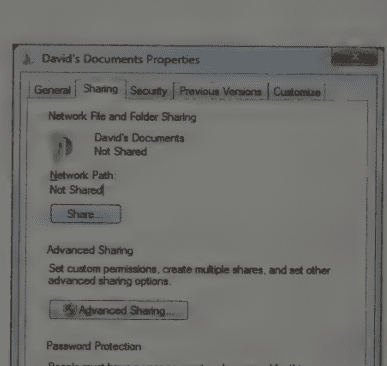 David's Documents Properties
General Sharing Security Previous Versions Customize
Network File and Folder Sharing
David's Documents
Not Shared
Network Path:
Not Shared
Share...
Advanced Sharing
Set custom permissions, create multiple shares, and set other
advanced sharing options.
Advanced Sharing...
Password Protection